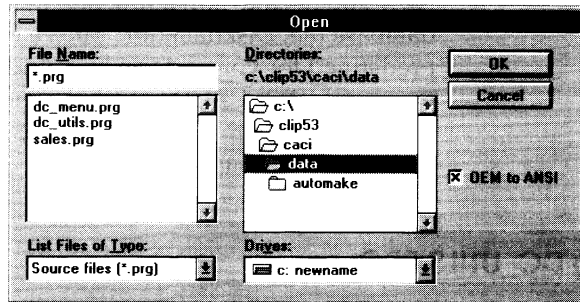 Open
File Name:
*.prg
dc_menu.prg
dc_utils.prg
sales.prg
List Files of Type:
Source files (*.prg)
Directories:
c:\clip53\caci\data
c:\
clip53
caci
data
automake
Drives:
c: newname
OK
Cancel
OEM to ANSI